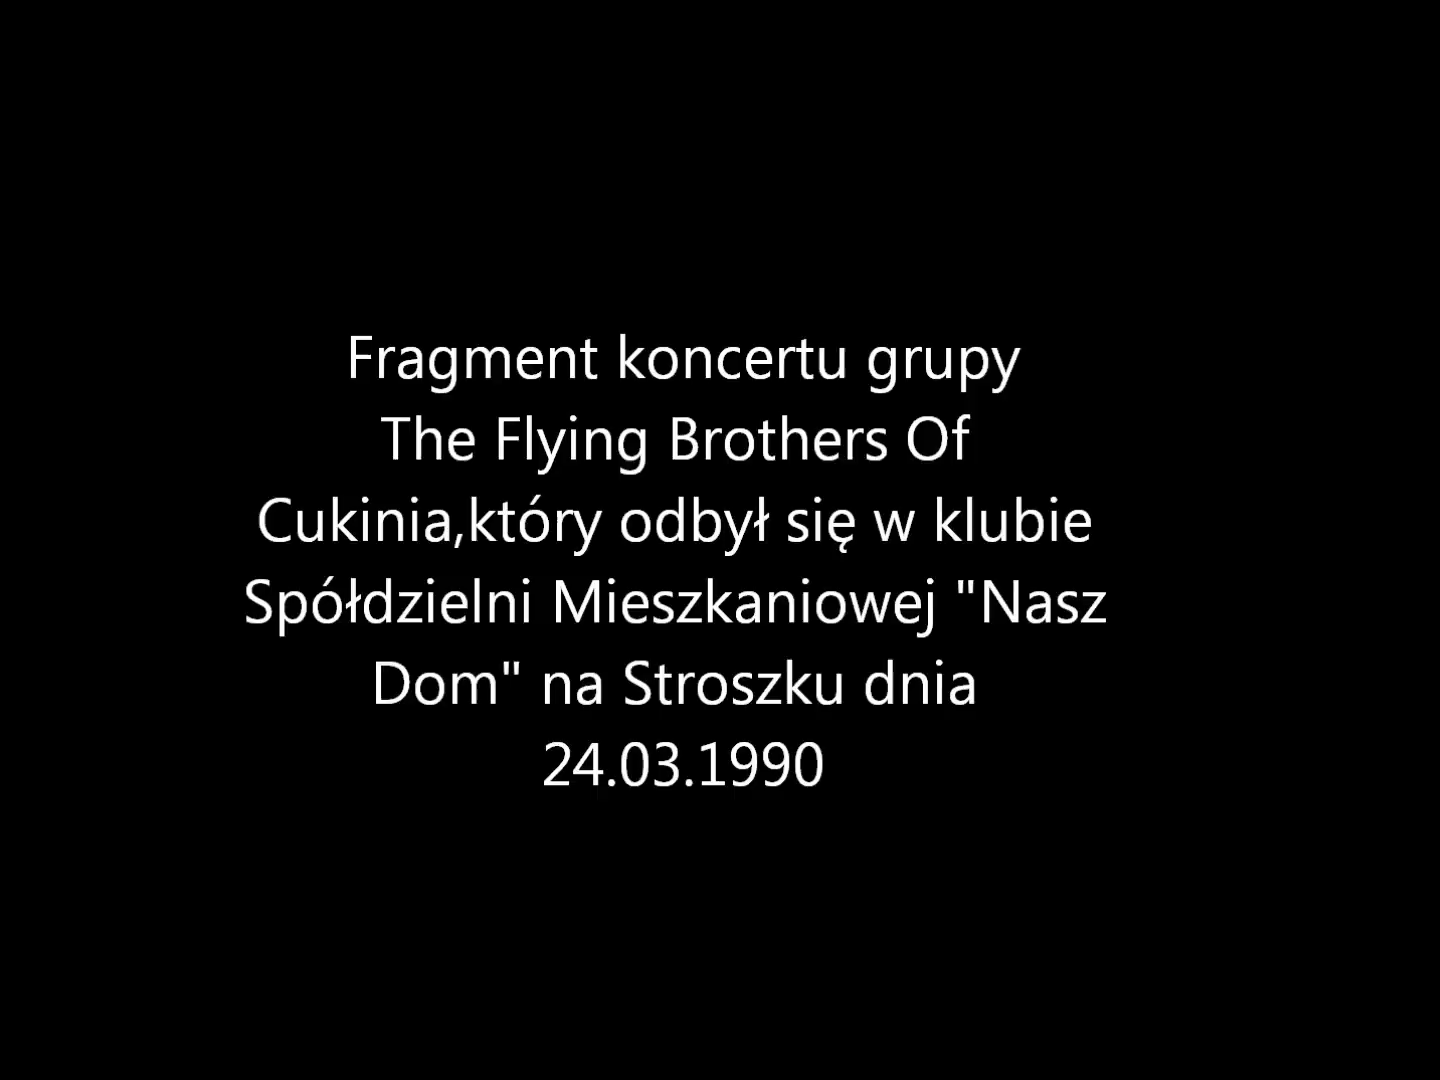 Fragment koncertu grupy
The Flying Brothers Of
Cukinia,który odbył się w klubie
Spółdzielni Mieszkaniowej "Nasz
Dom" na Stroszku dnia
24.03.1990